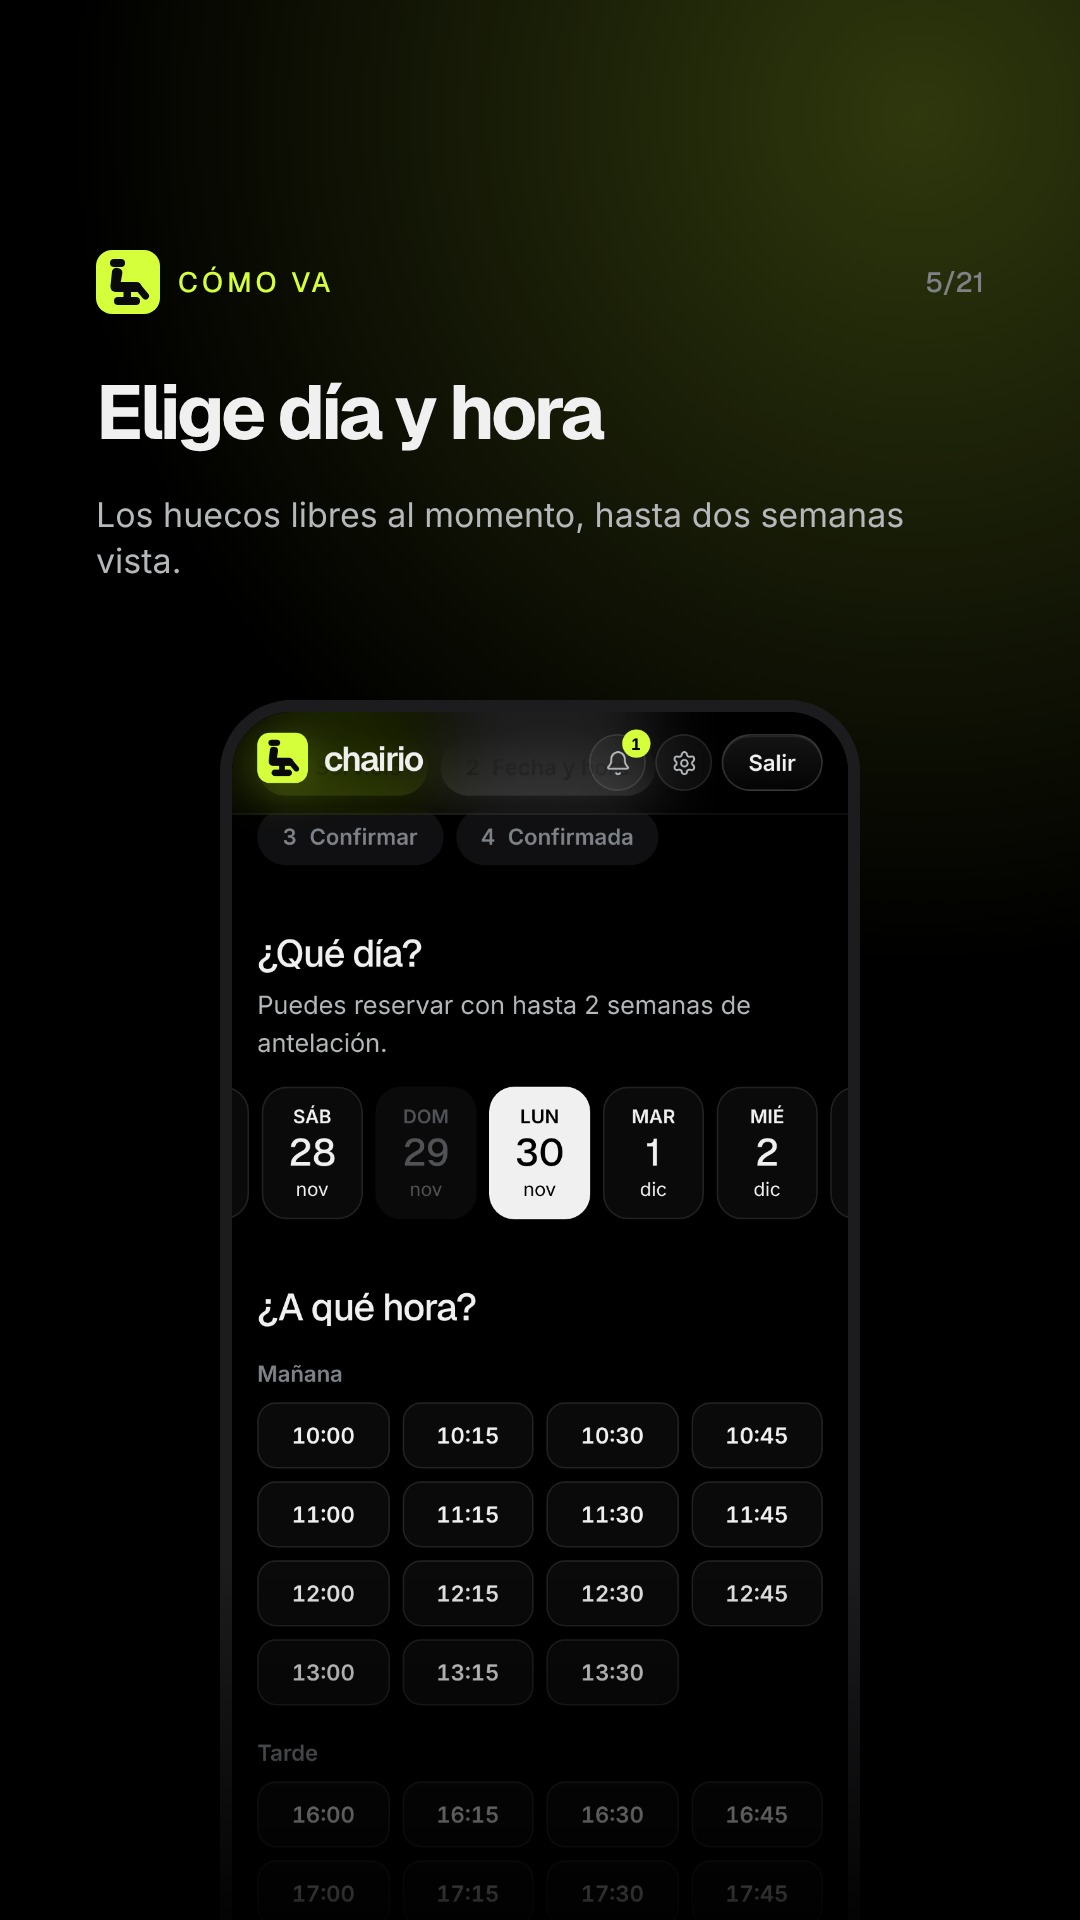 CÓMO VA
5/21
Elige día y hora
Los huecos libres al momento, hasta dos semanas
vista.
chairio
2 Fecha y ho
1
Salir
3 Confirmar
4 Confirmada
¿Qué día?
Puedes reservar con hasta 2 semanas de
antelación.
SÁB
28
nov
DOM
29
nov
LUN
30
nov
MAR
1
dic
MIÉ
2
dic
¿A qué hora?
Mañana
10:00 10:15 10:30 10:45
11:00 11:15 11:30 11:45
12:00 12:15 12:30 12:45
13:00 13:15 13:30
Tarde
16:00 16:15 16:30 16:45
17:00 17:15 17:30 17:45